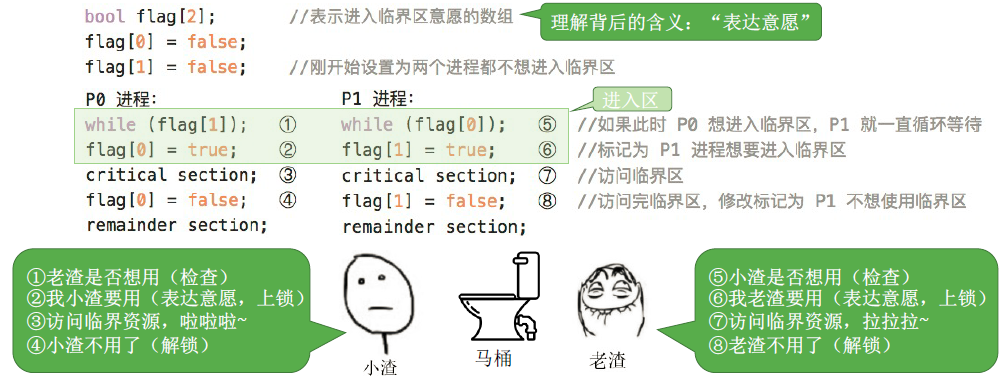 bool flag[2]; //表示进入临界区意愿的数组
理解背后的含义：“表达意愿”
flag[0] = false;
flag[1] = false; //刚开始设置为两个进程都不想进入临界区
P0 进程: P1 进程:
进入区
while (flag[1]); ① while (flag[0]); ⑤ //如果此时 P0 想进入临界区，P1 就一直循环等待
flag[0] = true; ② flag[1] = true; ⑥ //标记为 P1 进程想要进入临界区
critical section; ③ critical section; ⑦ //访问临界区
flag[0] = false; ④ flag[1] = false; ⑧ //访问完临界区，修改标记为 P1 不想使用临界区
remainder section; remainder section;
①老渣是否想用（检查）
②我小渣要用（表达意愿，上锁）
③访问临界资源，啦啦啦~
④小渣不用了（解锁）
小渣
马桶
老渣
⑤小渣是否想用（检查）
⑥我老渣要用（表达意愿，上锁）
⑦访问临界资源，拉拉拉~
⑧老渣不用了（解锁）